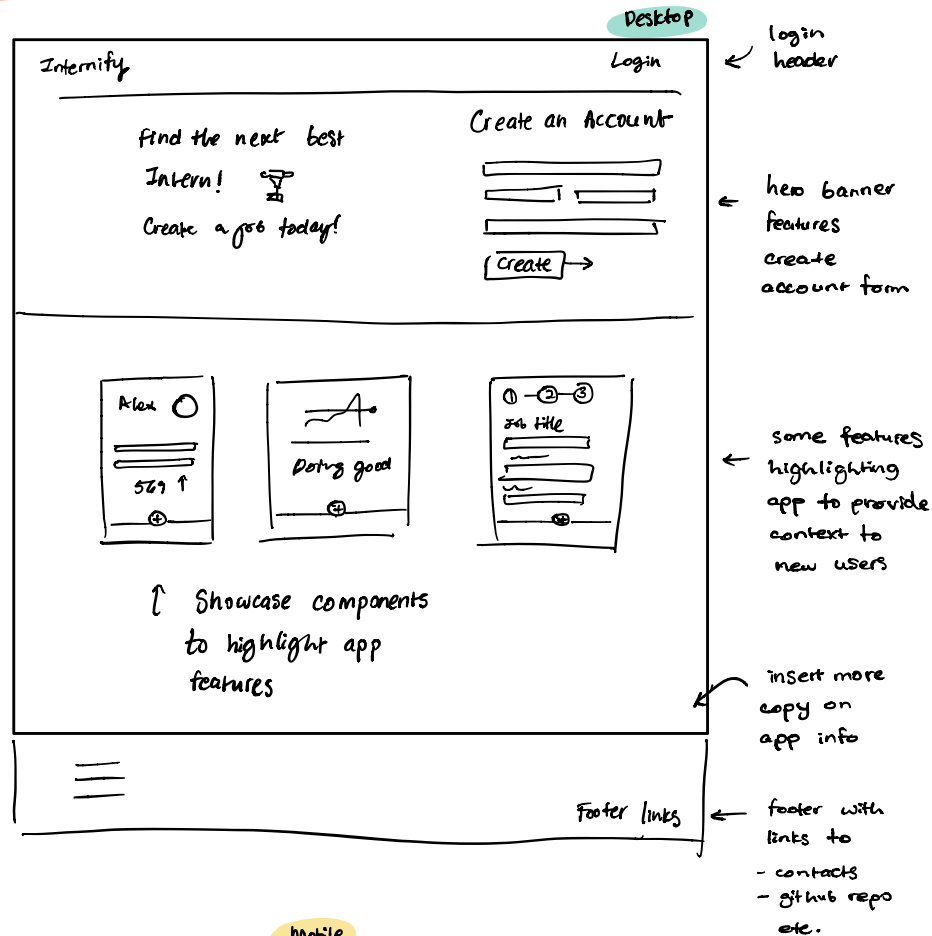 Desktop
Internify
Login
login
header
Find the next best
Intern!
Create a job today!
Create an Account
Create
hero banner
features
create
account form
Alex
569 ↑
Doing good
1 2 3
Job title
some features
highlighting
app to provide
context to
new users
↑ Showcase components
to highlight app
features
insert more
copy on
app info
Footer links
footer with
links to
- contacts
- github repo
etc.
Mobile